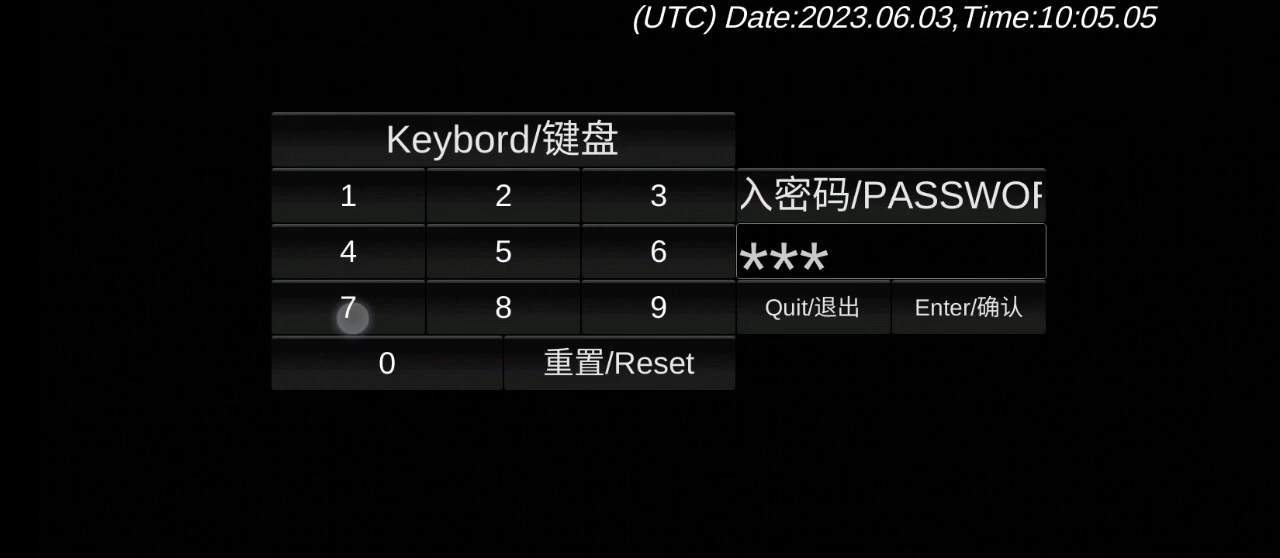 (UTC) Date:2023.06.03,Time:10:05.05
Keybord/键盘
1 2 3 入密码/PASSWOR
4 5 6 ***
7 8 9 Quit/退出 Enter/确认
0 重置/Reset